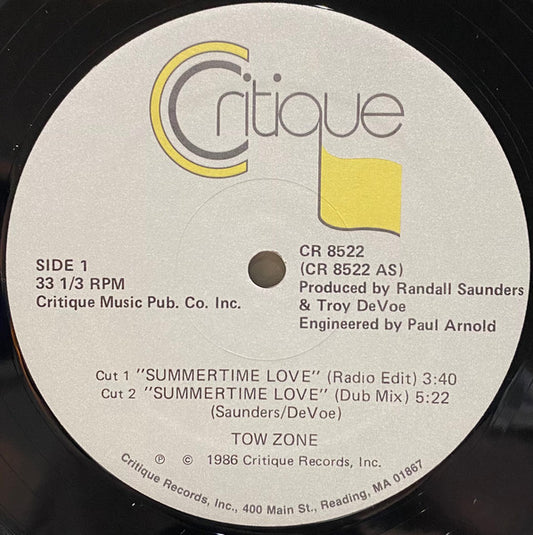 Critique
SIDE 1
33 1/3 RPM
Critique Music Pub. Co. Inc.
CR 8522
(CR 8522 AS)
Produced by Randall Saunders
& Troy DeVoe
Engineered by Paul Arnold
Cut 1 "SUMMERTIME LOVE" (Radio Edit) 3:40
Cut 2 "SUMMERTIME LOVE" (Dub Mix) 5:22
(Saunders/DeVoe)
TOW ZONE
℗ © 1986 Critique Records, Inc.
Critique Records, Inc., 400 Main St., Reading, MA 01867